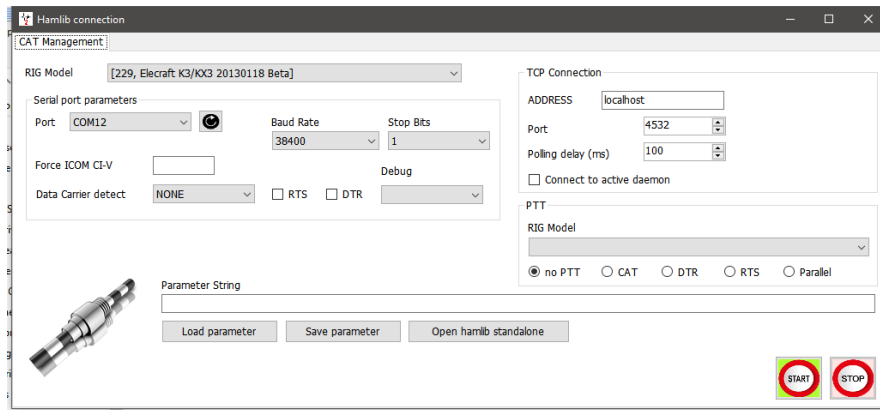 Hamlib connection
CAT Management
RIG Model [229, Elecraft K3/KX3 20130118 Beta]
Serial port parameters
Port COM12
Baud Rate
38400
Stop Bits
1
Force ICOM CI-V
Debug
Data Carrier detect NONE RTS DTR
TCP Connection
ADDRESS localhost
Port 4532
Polling delay (ms) 100
Connect to active daemon
PTT
RIG Model
no PTT CAT DTR RTS Parallel
Parameter String
Load parameter Save parameter Open hamlib standalone
START STOP